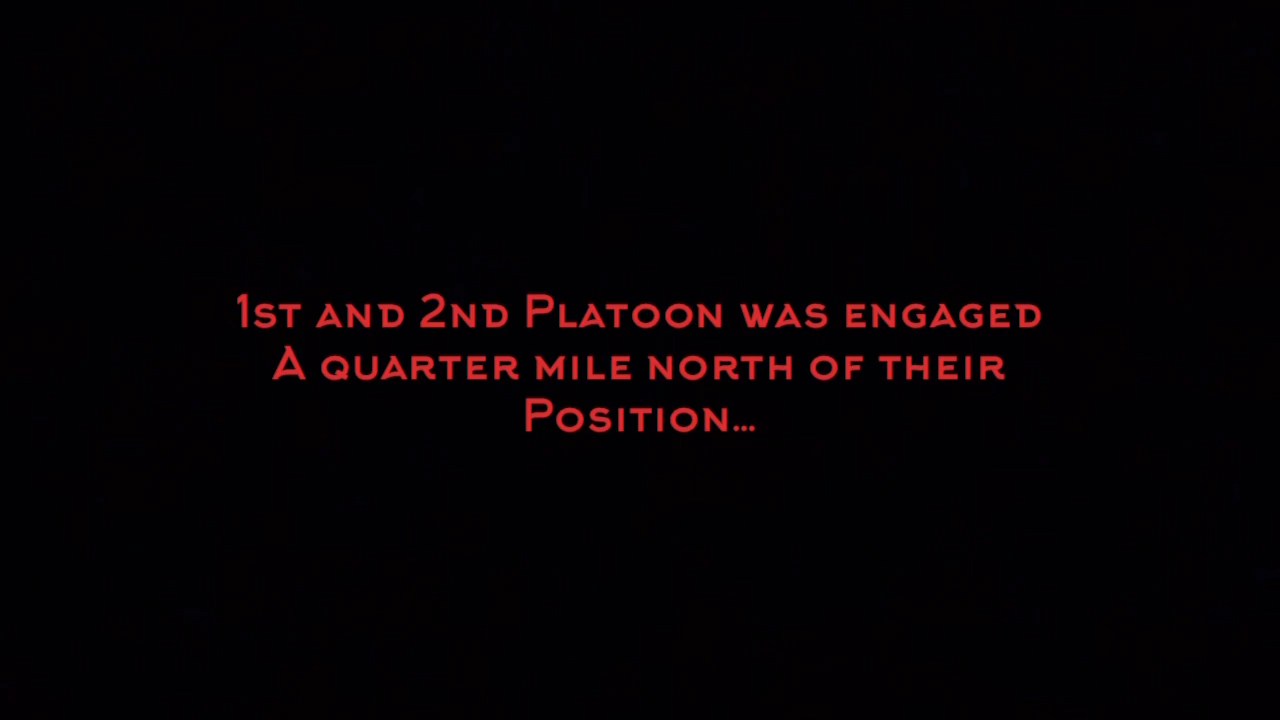 1st and 2nd Platoon was engaged
A quarter mile north of their
Position...